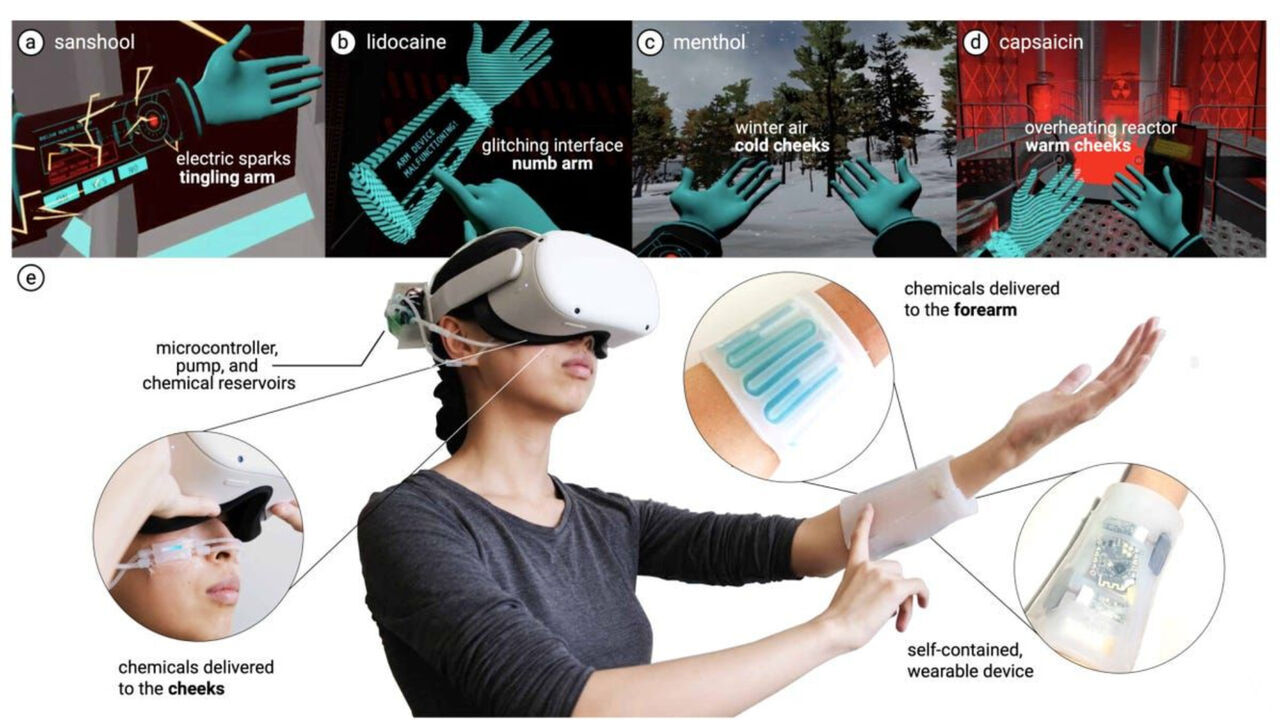 a sanshool
electric sparks
tingling arm
b lidocaine
ARM DEVICE
MALFUNCTIONING!
glitching interface
numb arm
c menthol
winter air
cold cheeks
d capsaicin
overheating reactor
warm cheeks
e
microcontroller,
pump, and
chemical reservoirs
chemicals delivered
to the cheeks
chemicals delivered
to the forearm
self-contained,
wearable device